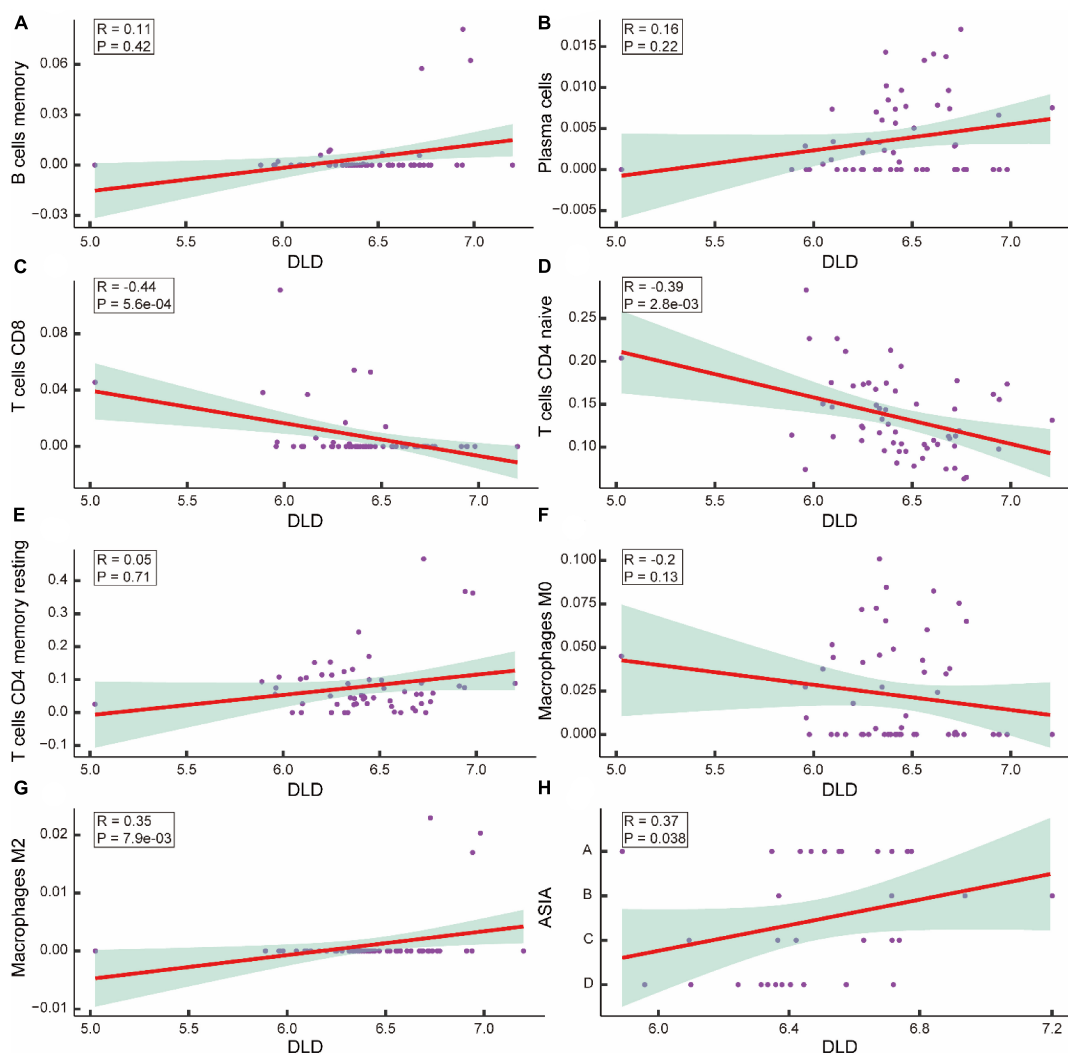 A
R = 0.11
P = 0.42
B cells memory
0.06
0.03
0.00
−0.03
5.0 5.5 6.0 6.5 7.0
DLD
B
R = 0.16
P = 0.22
Plasma cells
0.015
0.010
0.005
0.000
−0.005
5.0 5.5 6.0 6.5 7.0
DLD
C
R = -0.44
P = 5.6e-04
T cells CD8
0.08
0.04
0.00
5.0 5.5 6.0 6.5 7.0
DLD
D
R = -0.39
P = 2.8e-03
T cells CD4 naive
0.25
0.20
0.15
0.10
5.0 5.5 6.0 6.5 7.0
DLD
E
R = 0.05
P = 0.71
T cells CD4 memory resting
0.4
0.3
0.2
0.1
0.0
−0.1
5.0 5.5 6.0 6.5 7.0
DLD
F
R = -0.2
P = 0.13
Macrophages M0
0.100
0.075
0.050
0.025
0.000
5.0 5.5 6.0 6.5 7.0
DLD
G
R = 0.35
P = 7.9e-03
Macrophages M2
0.02
0.01
0.00
−0.01
5.0 5.5 6.0 6.5 7.0
DLD
H
R = 0.37
P = 0.038
ASIA
A
B
C
D
6.0 6.4 6.8 7.2
DLD